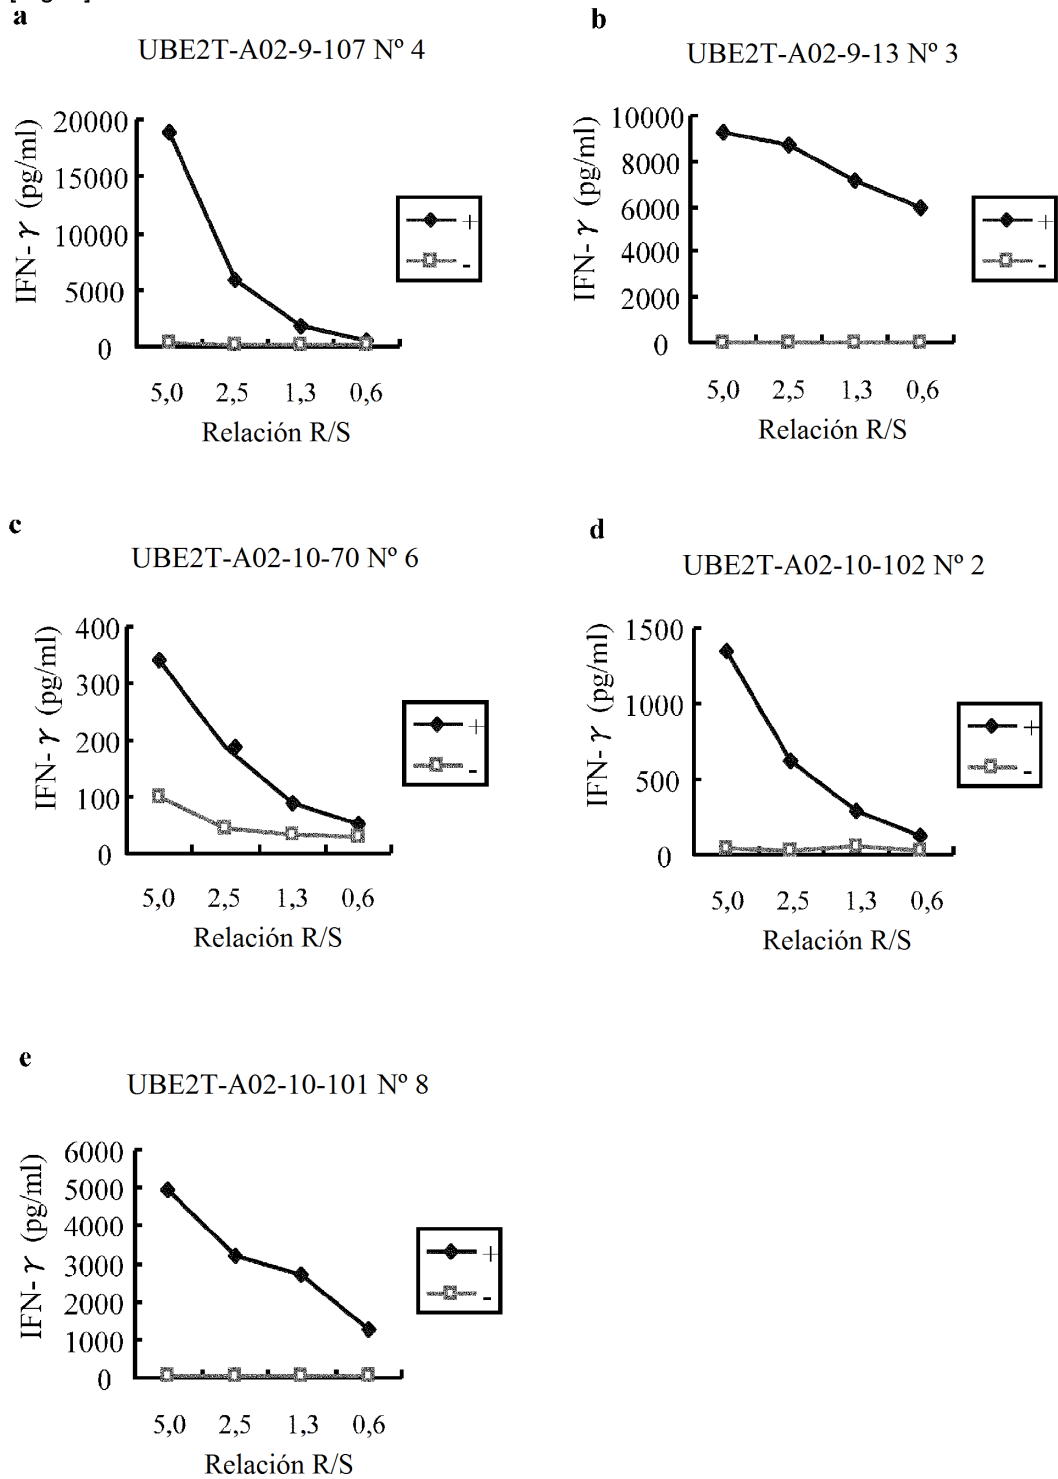 a
UBE2T-A02-9-107 Nº 4
IFN-γ (pg/ml)
20000
15000
10000
5000
0
5,0 2,5 1,3 0,6
Relación R/S
+
-
b
UBE2T-A02-9-13 Nº 3
IFN-γ (pg/ml)
10000
8000
6000
4000
2000
0
5,0 2,5 1,3 0,6
Relación R/S
+
-
c
UBE2T-A02-10-70 Nº 6
IFN-γ (pg/ml)
400
300
200
100
0
5,0 2,5 1,3 0,6
Relación R/S
+
-
d
UBE2T-A02-10-102 Nº 2
IFN-γ (pg/ml)
1500
1000
500
0
5,0 2,5 1,3 0,6
Relación R/S
+
-
e
UBE2T-A02-10-101 Nº 8
IFN-γ (pg/ml)
6000
5000
4000
3000
2000
1000
0
5,0 2,5 1,3 0,6
Relación R/S
+
-